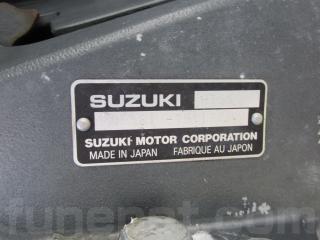 SUZUKI
SUZUKI MOTOR CORPORATION
MADE IN JAPAN FABRIQUE AU JAPON